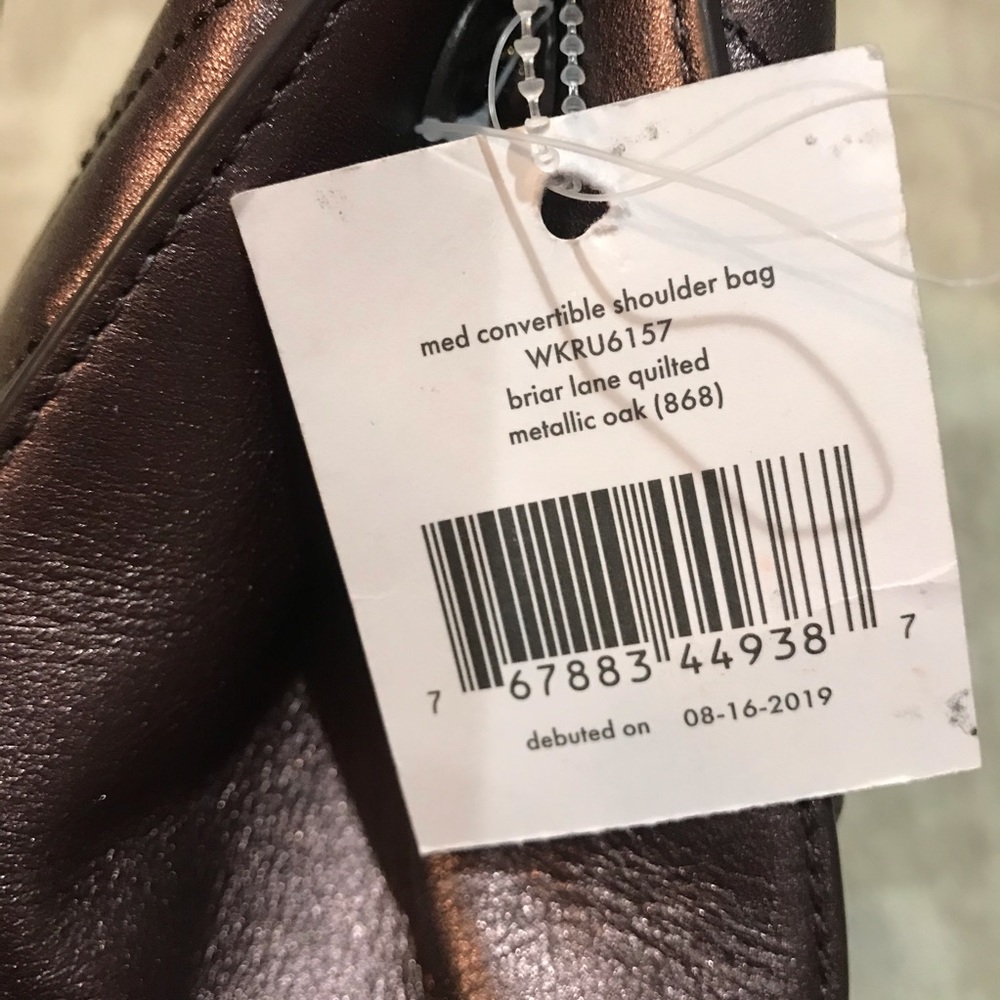 med convertible shoulder bag
WKRU6157
briar lane quilted
metallic oak (868)
7 67883 44938 7
debuted on 08-16-2019